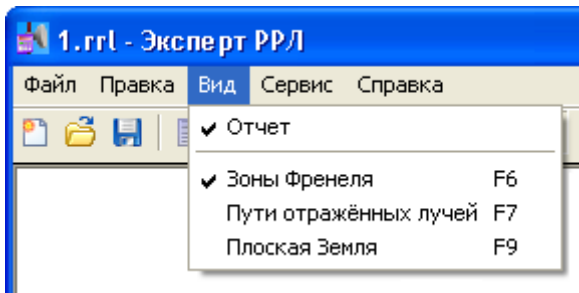 1.rrl - Эксперт РРЛ
Файл Правка Вид Сервис Справка
Отчет
Зоны Френеля F6
Пути отражённых лучей F7
Плоская Земля F9